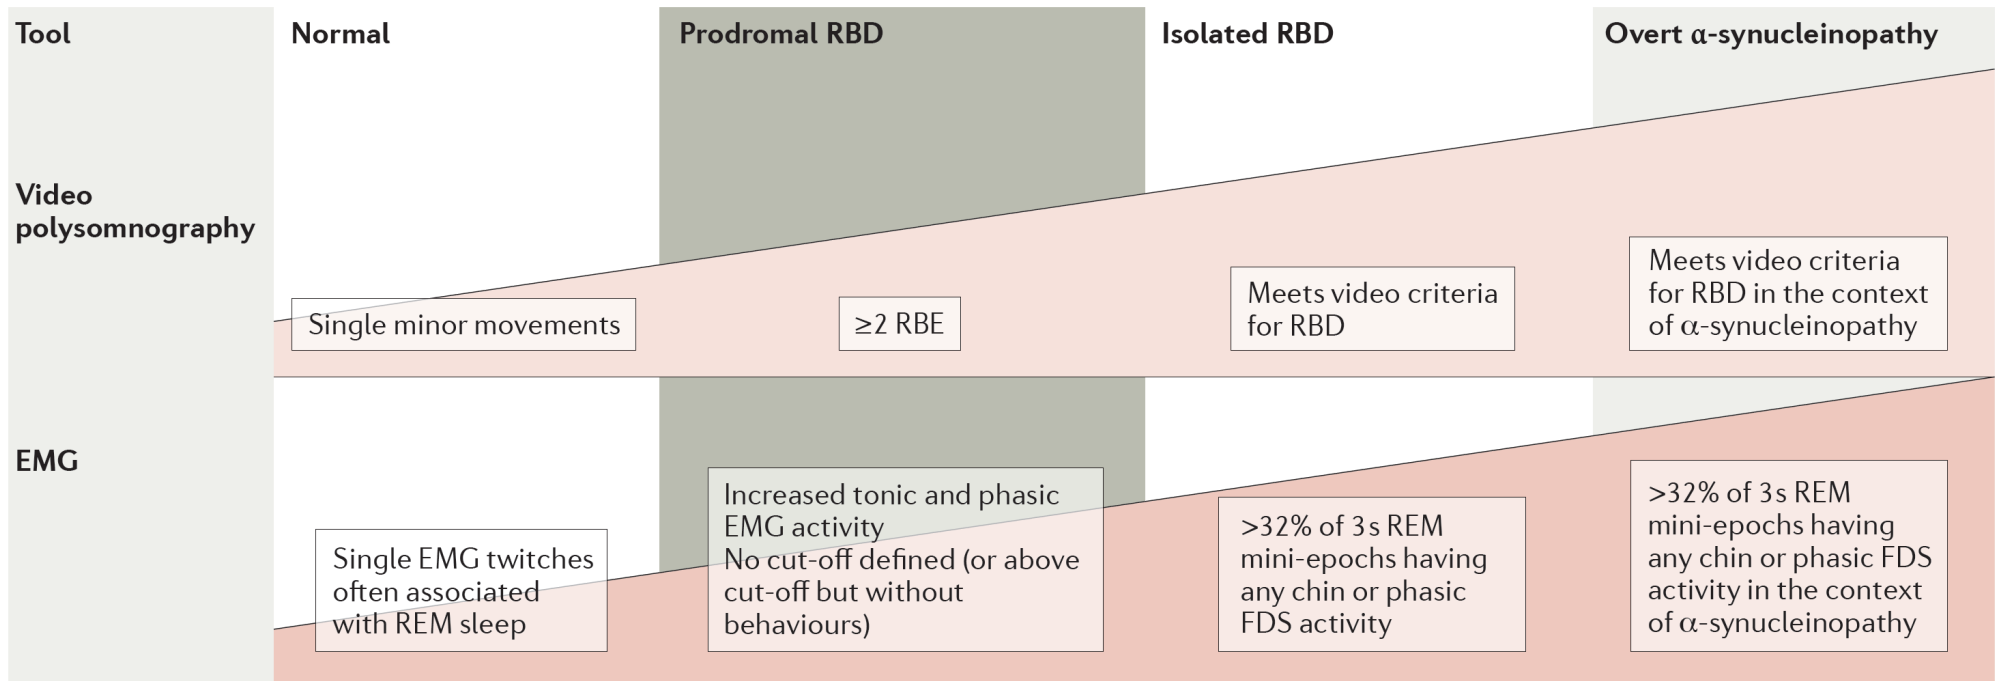 Tool
Normal
Prodromal RBD
Isolated RBD
Overt α-synucleinopathy
Video
polysomnography
Single minor movements
≥2 RBE
Meets video criteria
for RBD
Meets video criteria
for RBD in the context
of α-synucleinopathy
EMG
Single EMG twitches
often associated
with REM sleep
Increased tonic and phasic
EMG activity
No cut-off defined (or above
cut-off but without
behaviours)
>32% of 3s REM
mini-epochs having
any chin or phasic
FDS activity
>32% of 3s REM
mini-epochs having
any chin or phasic FDS
activity in the context
of α-synucleinopathy